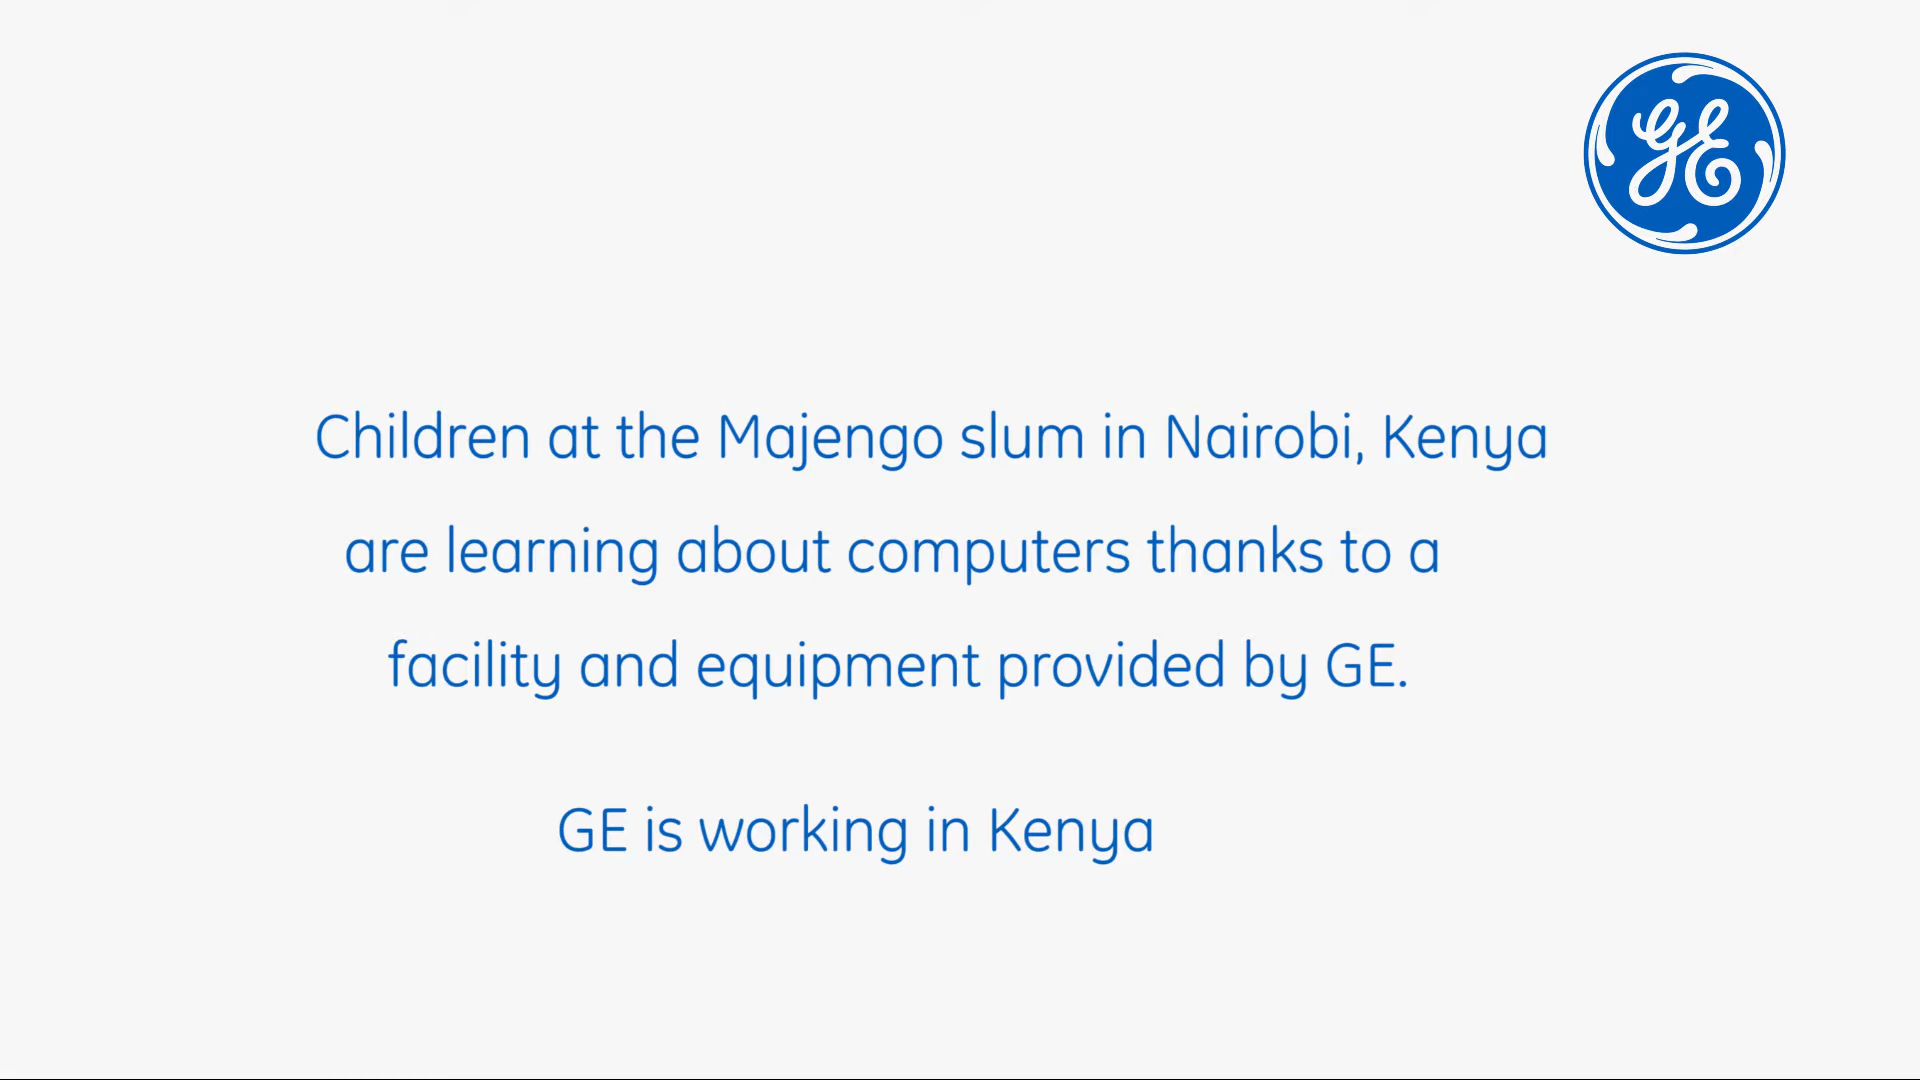 GE
Children at the Majengo slum in Nairobi, Kenya
are learning about computers thanks to a
facility and equipment provided by GE.
GE is working in Kenya